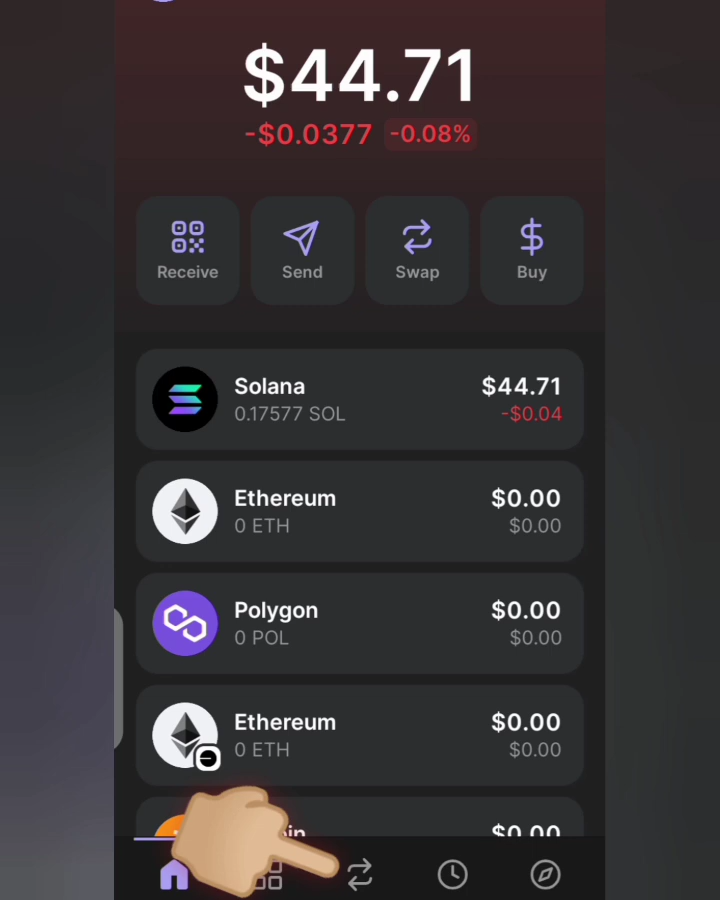 $44.71
-$0.0377 -0.08%
Receive Send Swap Buy
Solana $44.71
0.17577 SOL -$0.04
Ethereum $0.00
0 ETH $0.00
Polygon $0.00
0 POL $0.00
Ethereum $0.00
0 ETH $0.00
$0.00